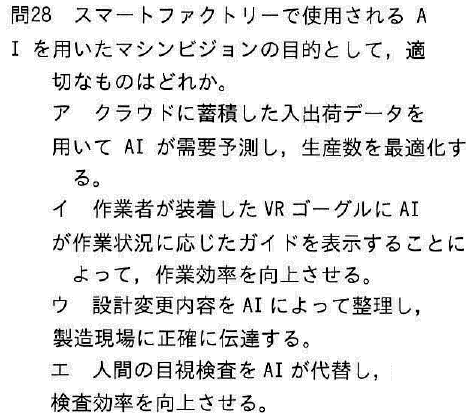 問28　スマートファクトリーで使用される A
I を用いたマシンビジョンの目的として，適
切なものはどれか。
ア　クラウドに蓄積した入出荷データを
用いて AI が需要予測し，生産数を最適化す
る。
イ　作業者が装着した VR ゴーグルに AI
が作業状況に応じたガイドを表示することに
よって，作業効率を向上させる。
ウ　設計変更内容を AI によって整理し，
製造現場に正確に伝達する。
エ　人間の目視検査を AI が代替し，
検査効率を向上させる。